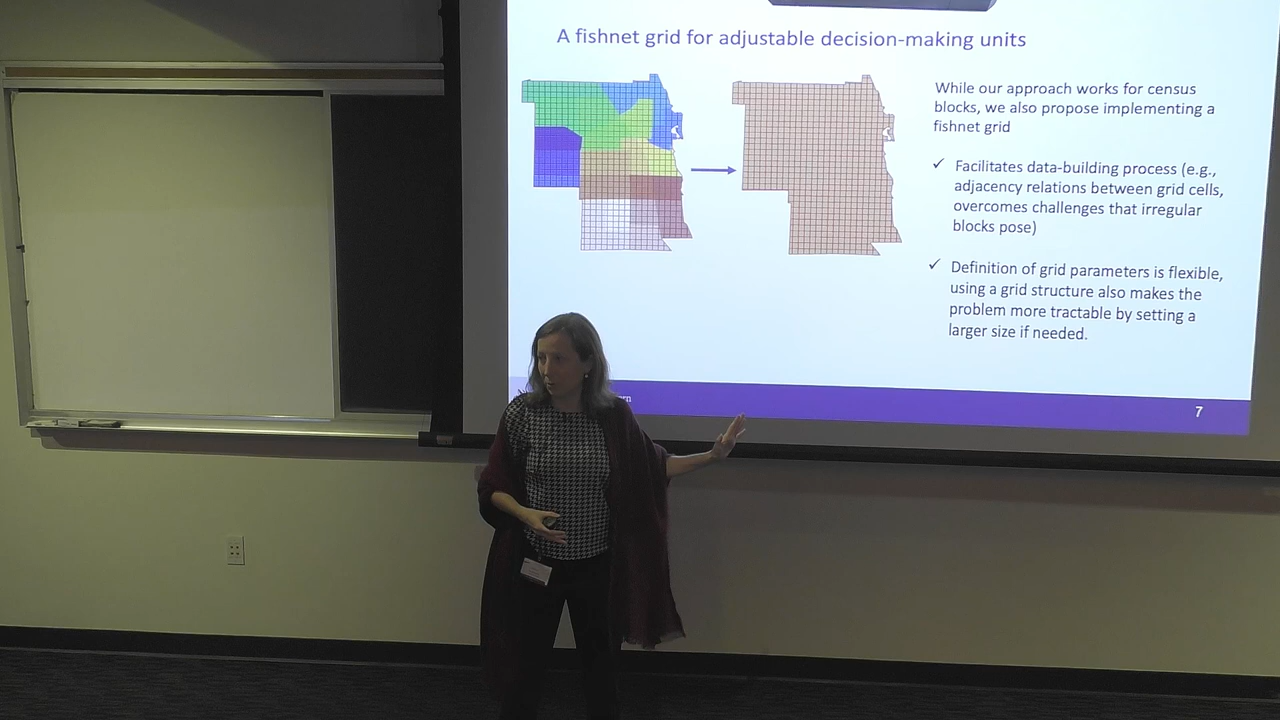 A fishnet grid for adjustable decision-making units
While our approach works for census
blocks, we also propose implementing a
fishnet grid
✓ Facilitates data-building process (e.g.,
adjacency relations between grid cells,
overcomes challenges that irregular
blocks pose)
✓ Definition of grid parameters is flexible,
using a grid structure also makes the
problem more tractable by setting a
larger size if needed.
7